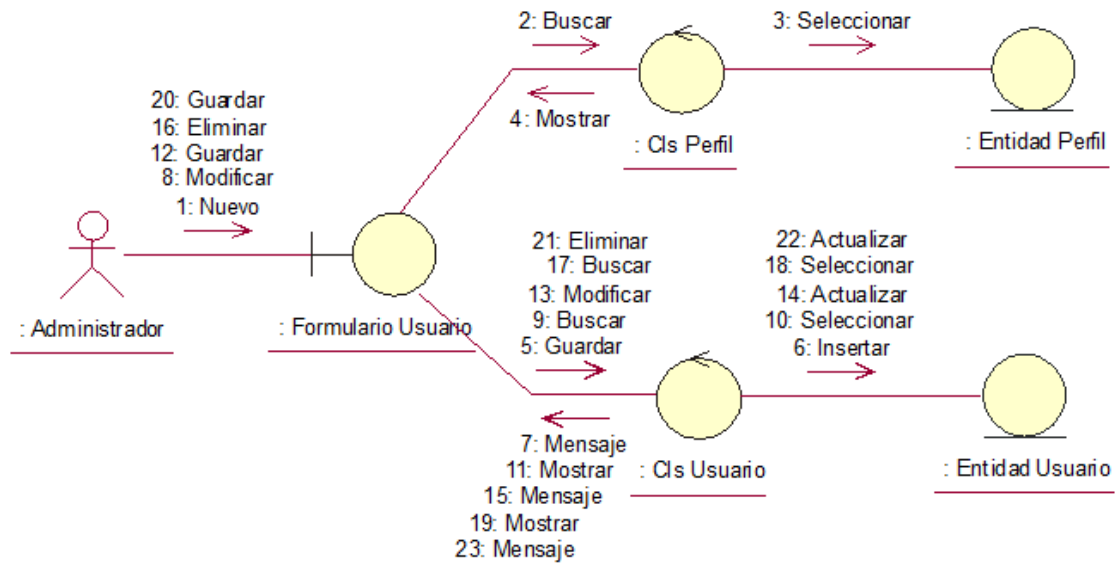 2: Buscar
3: Seleccionar
4: Mostrar
: Cls Perfil
: Entidad Perfil
20: Guardar
16: Eliminar
12: Guardar
8: Modificar
1: Nuevo
: Administrador
: Formulario Usuario
21: Eliminar
17: Buscar
13: Modificar
9: Buscar
5: Guardar
22: Actualizar
18: Seleccionar
14: Actualizar
10: Seleccionar
6: Insertar
7: Mensaje
11: Mostrar
15: Mensaje
19: Mostrar
23: Mensaje
: Cls Usuario
: Entidad Usuario